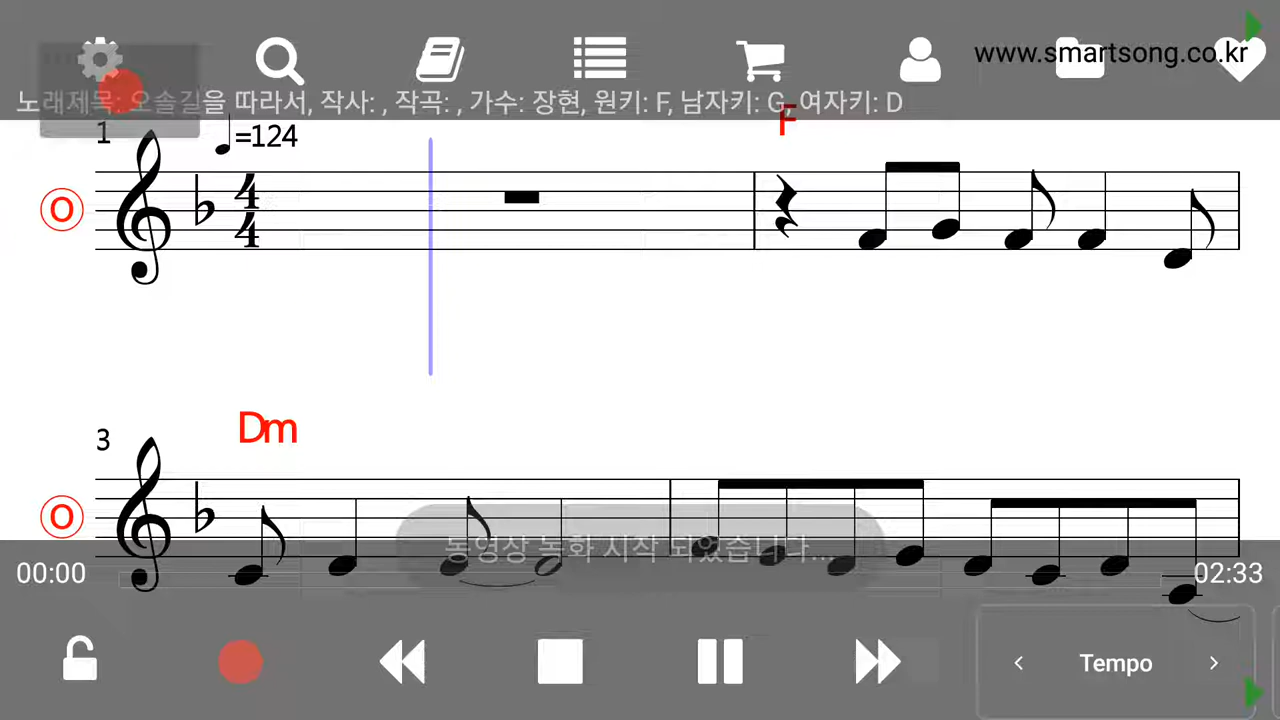 www.smartsong.co.kr
노래제목: 오솔길을 따라서, 작사: , 작곡: , 가수: 장현, 원키: F, 남자키: G, 여자키: D
1
=124
F
4
4
O
3
Dm
O
동영상 녹화 시작 되었습니다...
00:00
02:33
Tempo